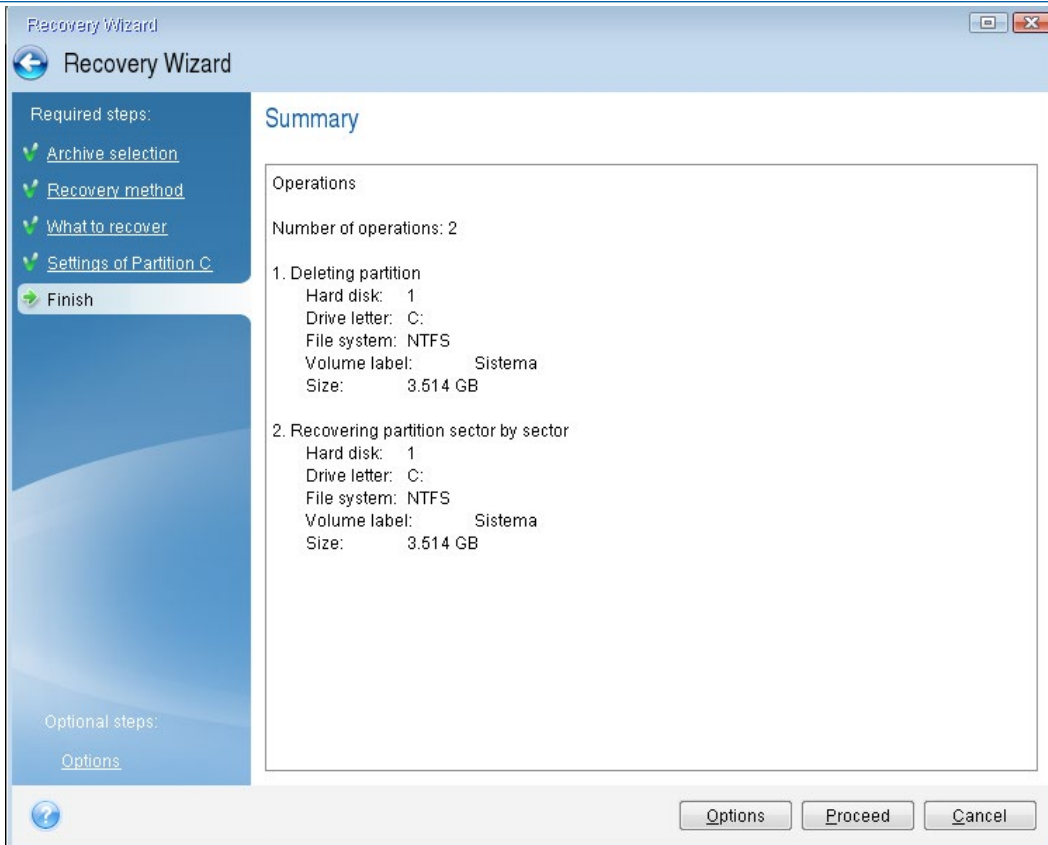 Recovery Wizard
Recovery Wizard
Required steps:
Archive selection
Recovery method
What to recover
Settings of Partition C
Finish
Optional steps:
Options
Summary
Operations
Number of operations: 2
1. Deleting partition
Hard disk: 1
Drive letter: C:
File system: NTFS
Volume label: Sistema
Size: 3.514 GB
2. Recovering partition sector by sector
Hard disk: 1
Drive letter: C:
File system: NTFS
Volume label: Sistema
Size: 3.514 GB
?
Options Proceed Cancel